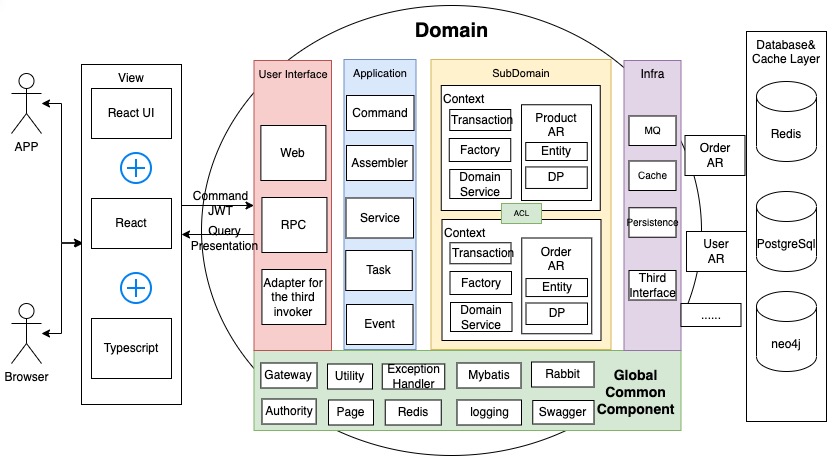 Domain
Database&
Cache Layer
View
User Interface
Application
SubDomain
Infra
React UI
React
Typescript
APP
Browser
Command
JWT
Query
Presentation
Web
RPC
Adapter for
the third
invoker
Command
Assembler
Service
Task
Event
Context
Transaction
Factory
Domain
Service
Product
AR
Entity
DP
ACL
Context
Transaction
Factory
Domain
Service
Order
AR
Entity
DP
MQ
Cache
Persistence
Third
Interface
Order
AR
User
AR
......
Redis
PostgreSql
neo4j
Gateway
Utility
Exception
Handler
Mybatis
Rabbit
Authority
Page
Redis
logging
Swagger
Global
Common
Component